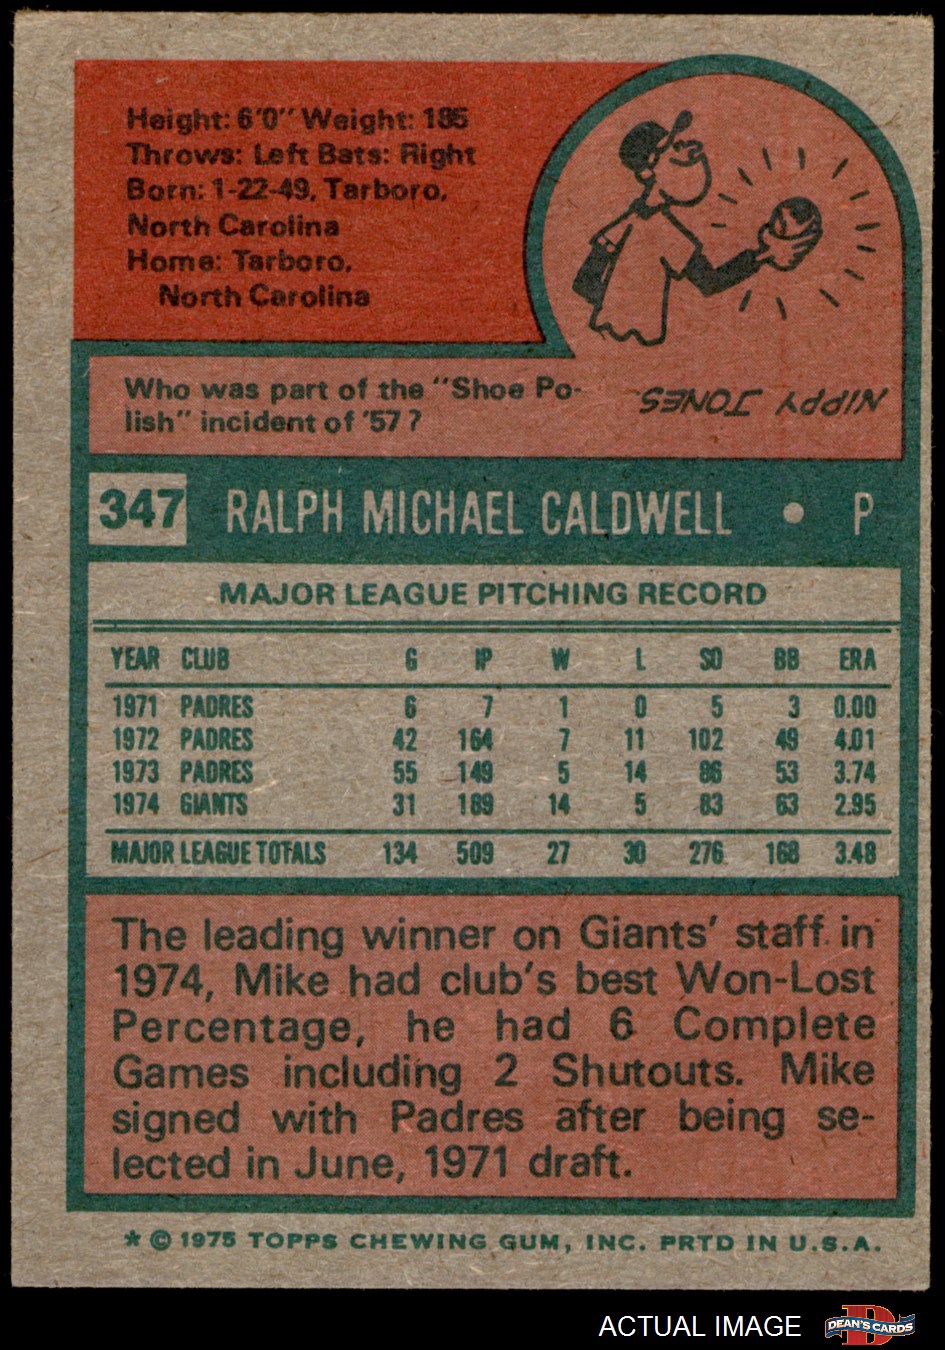 Height: 6'0" Weight: 185
Throws: Left Bats: Right
Born: 1-22-49, Tarboro,
North Carolina
Home: Tarboro,
North Carolina
Who was part of the "Shoe Po-
lish" incident of '57?
NIPPY JONES
347 RALPH MICHAEL CALDWELL • P
MAJOR LEAGUE PITCHING RECORD
YEAR CLUB G IP W L SO BB ERA
1971 PADRES 6 7 1 0 5 3 0.00
1972 PADRES 42 164 7 11 102 49 4.01
1973 PADRES 55 149 5 14 86 53 3.74
1974 GIANTS 31 189 14 5 83 63 2.95
MAJOR LEAGUE TOTALS 134 509 27 30 276 168 3.48
The leading winner on Giants' staff in
1974, Mike had club's best Won-Lost
Percentage, he had 6 Complete
Games including 2 Shutouts. Mike
signed with Padres after being se-
lected in June, 1971 draft.
* © 1975 TOPPS CHEWING GUM, INC. PRTD IN U.S.A.
ACTUAL IMAGE
D
DEAN'S CARDS